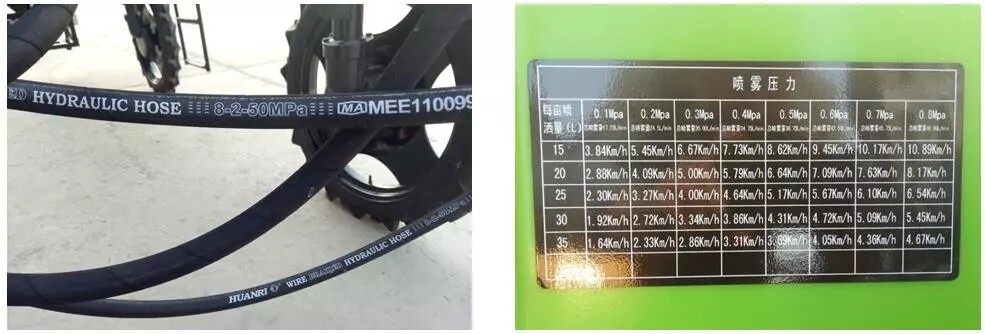 ED HYDRAULIC HOSE 8-2-50MPa MA MEE110099
HUANRI WIRE BRAIDED HYDRAULIC HOSE
喷雾压力
每亩喷洒量(L) 0.1Mpa 0.2Mpa 0.3Mpa 0.4Mpa 0.5Mpa 0.6Mpa 0.7Mpa 0.8Mpa
15 3.84Km/h 5.45Km/h 6.67Km/h 7.73Km/h 8.62Km/h 9.45Km/h 10.17Km/h 10.89Km/h
20 2.88Km/h 4.09Km/h 5.00Km/h 5.79Km/h 6.64Km/h 7.09Km/h 7.63Km/h 8.17Km/h
25 2.30Km/h 3.27Km/h 4.00Km/h 4.64Km/h 5.17Km/h 5.67Km/h 6.10Km/h 6.54Km/h
30 1.92Km/h 2.72Km/h 3.34Km/h 3.86Km/h 4.31Km/h 4.72Km/h 5.09Km/h 5.45Km/h
35 1.64Km/h 2.33Km/h 2.86Km/h 3.31Km/h 3.69Km/h 4.05Km/h 4.36Km/h 4.67Km/h